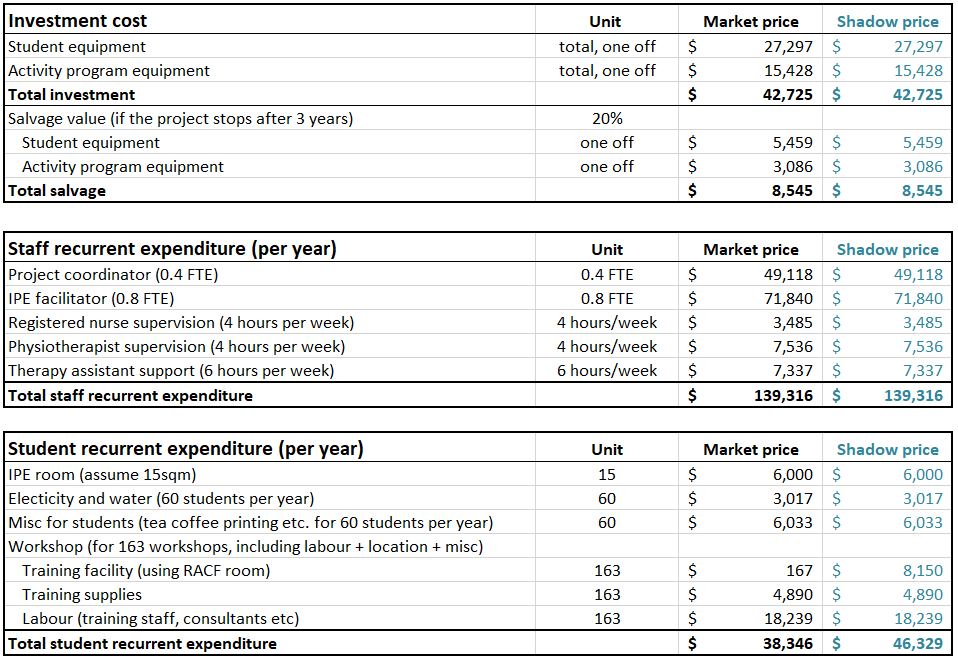 Investment cost Unit Market price Shadow price
Student equipment total, one off $ 27,297 $ 27,297
Activity program equipment total, one off $ 15,428 $ 15,428
Total investment $ 42,725 $ 42,725
Salvage value (if the project stops after 3 years) 20%
Student equipment one off $ 5,459 $ 5,459
Activity program equipment one off $ 3,086 $ 3,086
Total salvage $ 8,545 $ 8,545
Staff recurrent expenditure (per year) Unit Market price Shadow price
Project coordinator (0.4 FTE) 0.4 FTE $ 49,118 $ 49,118
IPE facilitator (0.8 FTE) 0.8 FTE $ 71,840 $ 71,840
Registered nurse supervision (4 hours per week) 4 hours/week $ 3,485 $ 3,485
Physiotherapist supervision (4 hours per week) 4 hours/week $ 7,536 $ 7,536
Therapy assistant support (6 hours per week) 6 hours/week $ 7,337 $ 7,337
Total staff recurrent expenditure $ 139,316 $ 139,316
Student recurrent expenditure (per year) Unit Market price Shadow price
IPE room (assume 15sqm) 15 $ 6,000 $ 6,000
Electicity and water (60 students per year) 60 $ 3,017 $ 3,017
Misc for students (tea coffee printing etc. for 60 students per year) 60 $ 6,033 $ 6,033
Workshop (for 163 workshops, including labour + location + misc)
Training facility (using RACF room) 163 $ 167 $ 8,150
Training supplies 163 $ 4,890 $ 4,890
Labour (training staff, consultants etc) 163 $ 18,239 $ 18,239
Total student recurrent expenditure $ 38,346 $ 46,329